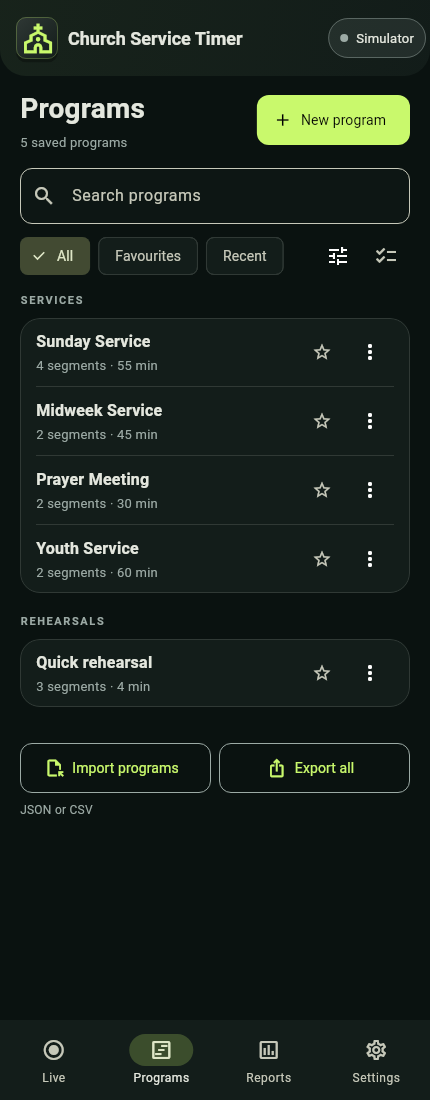 Church Service Timer
Simulator
Programs
5 saved programs
New program
Search programs
All
Favourites
Recent
SERVICES
Sunday Service
4 segments · 55 min
Midweek Service
2 segments · 45 min
Prayer Meeting
2 segments · 30 min
Youth Service
2 segments · 60 min
REHEARSALS
Quick rehearsal
3 segments · 4 min
Import programs
Export all
JSON or CSV
Live
Programs
Reports
Settings